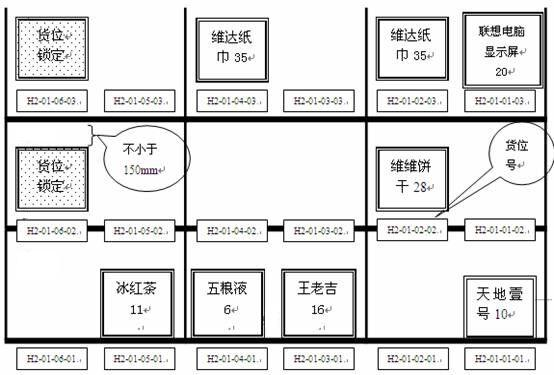 货位
锁定
维达纸
巾 35
维达纸
巾 35
联想电脑
显示屏
20
H2-01-06-03.
H2-01-05-03.
H2-01-04-03.
H2-01-03-03.
H2-01-02-03.
H2-01-01-03.
不小于
150mm
货位
号
货位
锁定
维维饼
干 28
H2-01-06-02.
H2-01-05-02.
H2-01-04-02.
H2-01-03-02.
H2-01-02-02.
H2-01-01-02.
冰红茶
11
五粮液
6
王老吉
16
天地壹
号 10
H2-01-06-01.
H2-01-05-01.
H2-01-04-01.
H2-01-03-01.
H2-01-02-01.
H2-01-01-01.